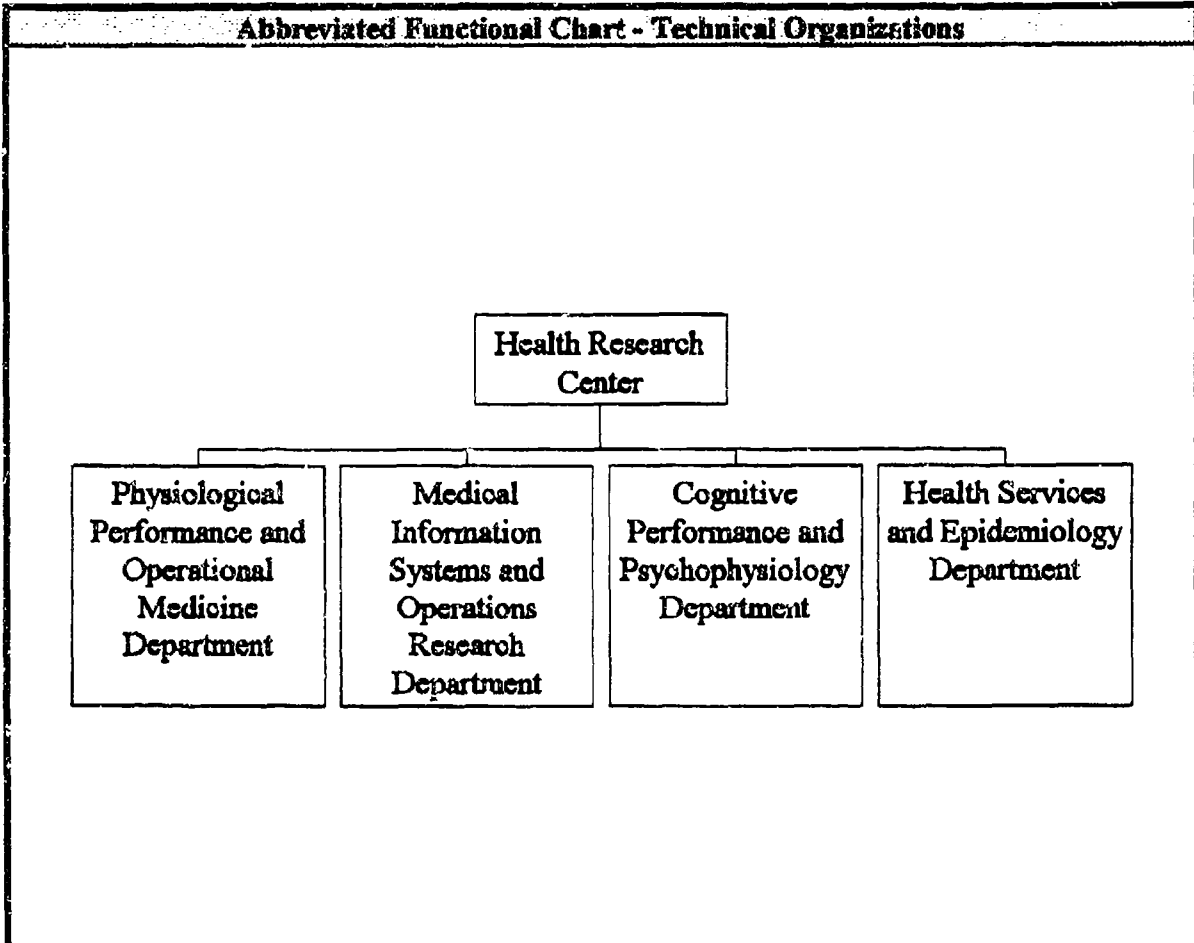 Abbreviated Functional Chart - Technical Organizations
Health Research
Center
Physiological
Performance and
Operational
Medicine
Department
Medical
Information
Systems and
Operations
Research
Department
Cognitive
Performance and
Psychophysiology
Department
Health Services
and Epidemiology
Department